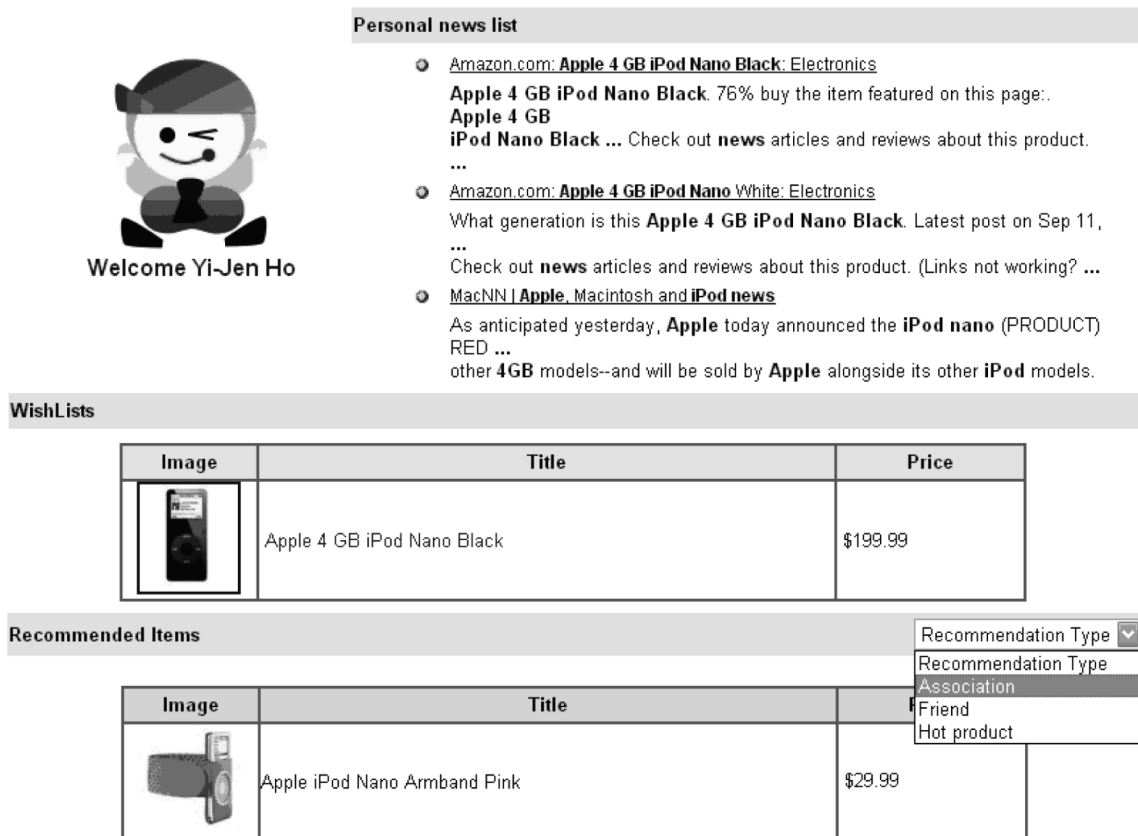 Personal news list
Amazon.com: Apple 4 GB iPod Nano Black: Electronics
Apple 4 GB iPod Nano Black. 76% buy the item featured on this page:.
Apple 4 GB
iPod Nano Black ... Check out news articles and reviews about this product.
...
Amazon.com: Apple 4 GB iPod Nano White: Electronics
What generation is this Apple 4 GB iPod Nano Black. Latest post on Sep 11,
...
Check out news articles and reviews about this product. (Links not working? ...
MacNN | Apple, Macintosh and iPod news
As anticipated yesterday, Apple today announced the iPod nano (PRODUCT)
RED ...
other 4GB models--and will be sold by Apple alongside its other iPod models.
Welcome Yi-Jen Ho
WishLists
Image Title Price
Apple 4 GB iPod Nano Black $199.99
Recommended Items
Recommendation Type
Recommendation Type
Association
Friend
Hot product
Image Title
Apple iPod Nano Armband Pink $29.99